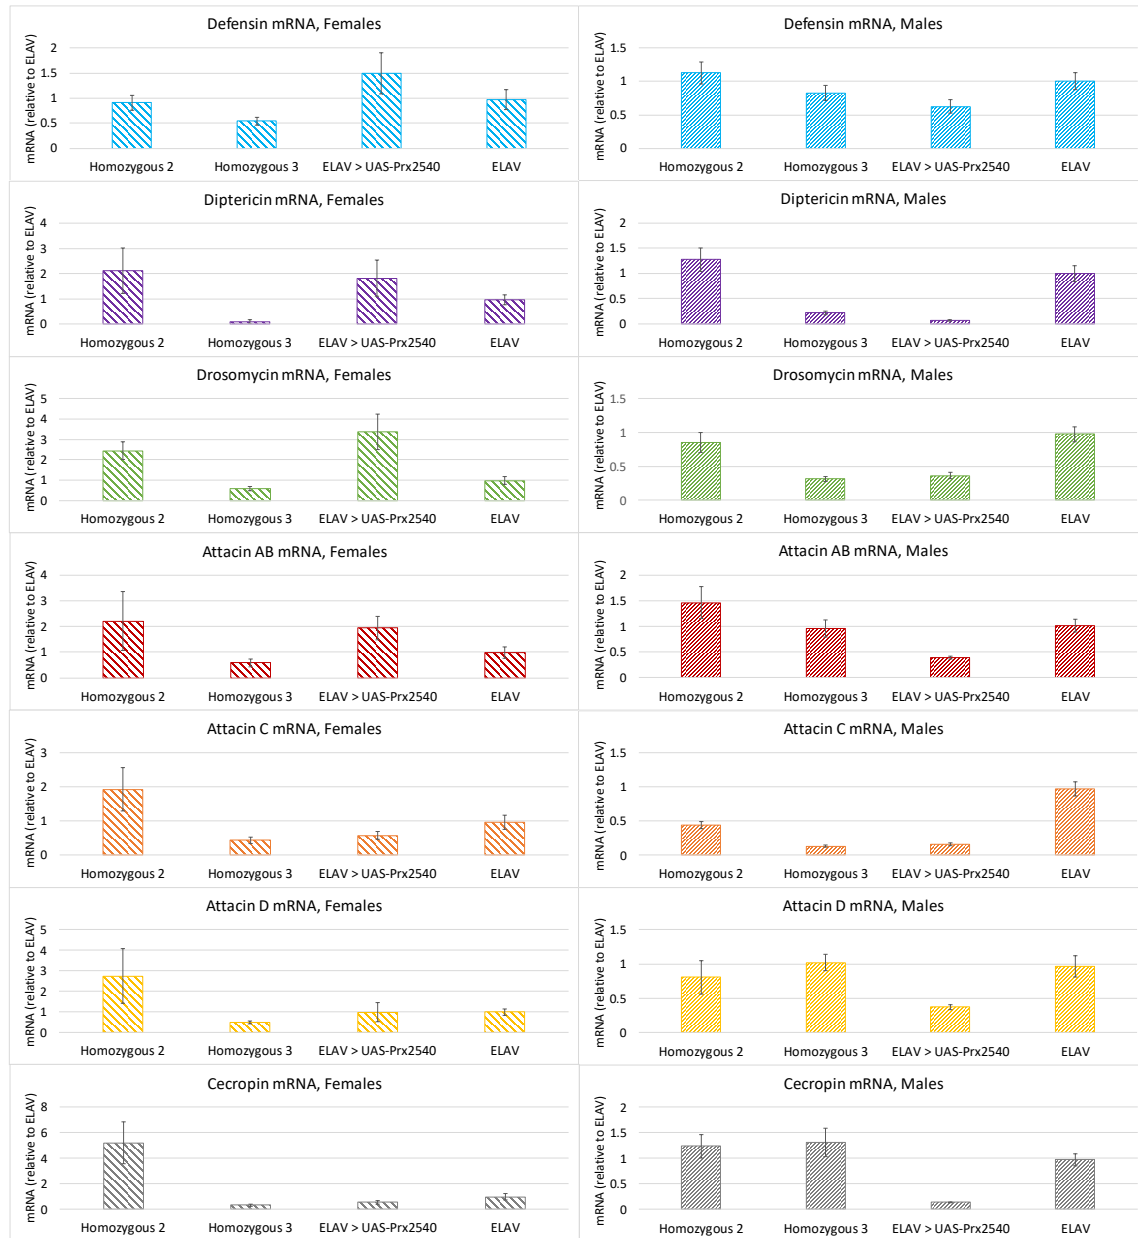 Defensin mRNA, Females
mRNA (relative to ELAV)
2
1.5
1
0.5
0
Homozygous 2 Homozygous 3 ELAV > UAS-Prx2540 ELAV
Defensin mRNA, Males
mRNA (relative to ELAV)
1.5
1
0.5
0
Homozygous 2 Homozygous 3 ELAV > UAS-Prx2540 ELAV
Diptericin mRNA, Females
mRNA (relative to ELAV)
4
3
2
1
0
Homozygous 2 Homozygous 3 ELAV > UAS-Prx2540 ELAV
Diptericin mRNA, Males
mRNA (relative to ELAV)
2
1.5
1
0.5
0
Homozygous 2 Homozygous 3 ELAV > UAS-Prx2540 ELAV
Drosomycin mRNA, Females
mRNA (relative to ELAV)
5
4
3
2
1
0
Homozygous 2 Homozygous 3 ELAV > UAS-Prx2540 ELAV
Drosomycin mRNA, Males
mRNA (relative to ELAV)
1.5
1
0.5
0
Homozygous 2 Homozygous 3 ELAV > UAS-Prx2540 ELAV
Attacin AB mRNA, Females
mRNA (relative to ELAV)
4
3
2
1
0
Homozygous 2 Homozygous 3 ELAV > UAS-Prx2540 ELAV
Attacin AB mRNA, Males
mRNA (relative to ELAV)
2
1.5
1
0.5
0
Homozygous 2 Homozygous 3 ELAV > UAS-Prx2540 ELAV
Attacin C mRNA, Females
mRNA (relative to ELAV)
3
2
1
0
Homozygous 2 Homozygous 3 ELAV > UAS-Prx2540 ELAV
Attacin C mRNA, Males
mRNA (relative to ELAV)
1.5
1
0.5
0
Homozygous 2 Homozygous 3 ELAV > UAS-Prx2540 ELAV
Attacin D mRNA, Females
mRNA (relative to ELAV)
5
4
3
2
1
0
Homozygous 2 Homozygous 3 ELAV > UAS-Prx2540 ELAV
Attacin D mRNA, Males
mRNA (relative to ELAV)
1.5
1
0.5
0
Homozygous 2 Homozygous 3 ELAV > UAS-Prx2540 ELAV
Cecropin mRNA, Females
mRNA (relative to ELAV)
8
6
4
2
0
Homozygous 2 Homozygous 3 ELAV > UAS-Prx2540 ELAV
Cecropin mRNA, Males
mRNA (relative to ELAV)
2
1.5
1
0.5
0
Homozygous 2 Homozygous 3 ELAV > UAS-Prx2540 ELAV